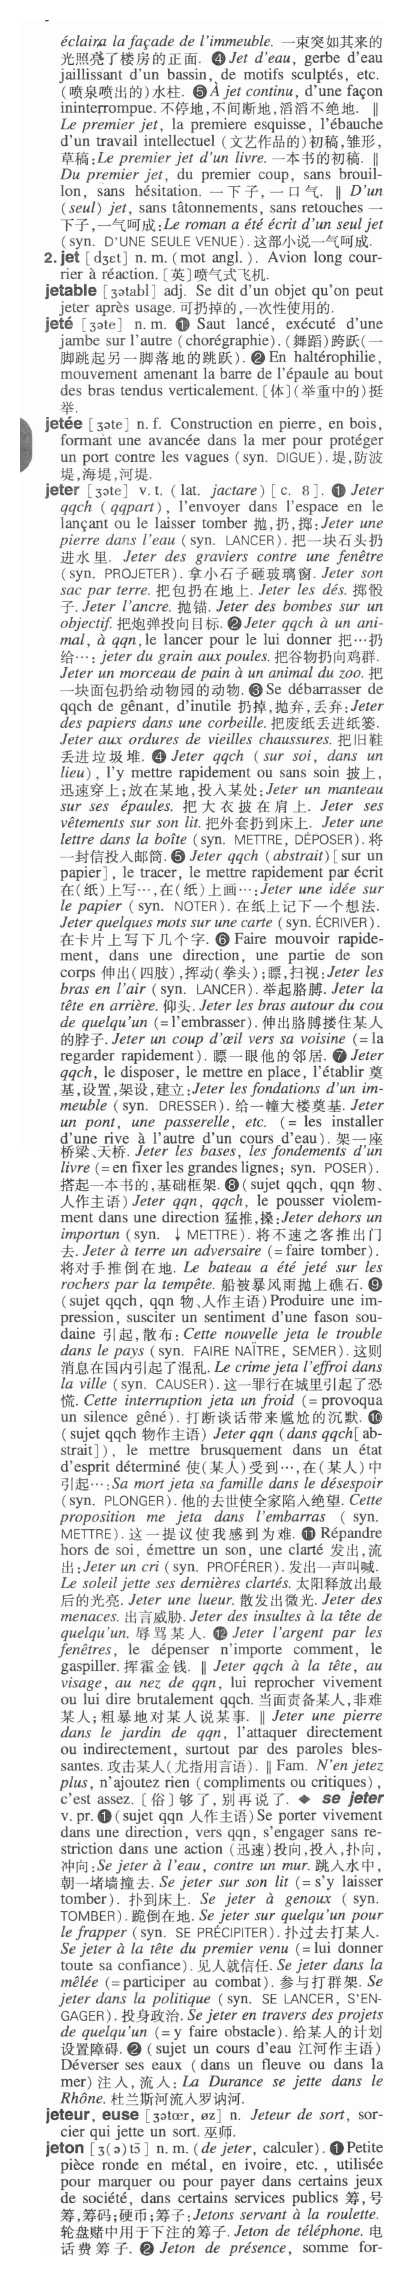 éclaira la façade de l'immeuble. 一束突如其来的
光照亮了楼房的正面. ❹ Jet d'eau, gerbe d'eau
jaillissant d'un bassin, de motifs sculptés, etc.
(喷泉喷出的)水柱. ❺ À jet continu, d'une façon
ininterrompue. 不停地,不间断地,滔滔不绝地. ‖
Le premier jet, la premiere esquisse, l'ébauche
d'un travail intellectuel (文艺作品的)初稿,雏形,
草稿:Le premier jet d'un livre. 一本书的初稿. ‖
Du premier jet, du premier coup, sans brouil-
lon, sans hésitation. 一下子,一口气. ‖ D'un
(seul) jet, sans tâtonnements, sans retouches 一
下子,一气呵成:Le roman a été écrit d'un seul jet
(syn. D'UNE SEULE VENUE). 这部小说一气呵成.
2. jet [dʒɛt] n. m. (mot angl.). Avion long cour-
rier à réaction. [英]喷气式飞机.
jetable [ʒətabl] adj. Se dit d'un objet qu'on peut
jeter après usage. 可扔掉的,一次性使用的.
jeté [ʒəte] n. m. ❶ Saut lancé, exécuté d'une
jambe sur l'autre (chorégraphie). (舞蹈)跨跃(一
脚跳起另一脚落地的跳跃). ❷ En haltérophilie,
mouvement amenant la barre de l'épaule au bout
des bras tendus verticalement. [体](举重中的)挺
举.
jetée [ʒəte] n. f. Construction en pierre, en bois,
formant une avancée dans la mer pour protéger
un port contre les vagues (syn. DIGUE). 堤,防波
堤,海堤,河堤.
jeter [ʒəte] v. t. (lat. jactare) [c. 8]. ❶ Jeter
qqch (qqpart), l'envoyer dans l'espace en le
lançant ou le laisser tomber 抛,扔,掷:Jeter une
pierre dans l'eau (syn. LANCER). 把一块石头扔
进水里. Jeter des graviers contre une fenêtre
(syn. PROJETER). 拿小石子砸玻璃窗. Jeter son
sac par terre. 把包扔在地上. Jeter les dés. 掷骰
子. Jeter l'ancre. 抛锚. Jeter des bombes sur un
objectif. 把炮弹投向目标. ❷ Jeter qqch à un ani-
mal, à qqn, le lancer pour le lui donner 把…扔
给…: jeter du grain aux poules. 把谷物扔向鸡群.
Jeter un morceau de pain à un animal du zoo. 把
一块面包扔给动物园的动物. ❸ Se débarrasser de
qqch de gênant, d'inutile 扔掉,抛弃,丢弃:Jeter
des papiers dans une corbeille. 把废纸丢进纸篓.
Jeter aux ordures de vieilles chaussures. 把旧鞋
丢进垃圾堆. ❹ Jeter qqch (sur soi, dans un
lieu), l'y mettre rapidement ou sans soin 披上,
迅速穿上;放在某地,投入某处:Jeter un manteau
sur ses épaules. 把大衣披在肩上. Jeter ses
vêtements sur son lit. 把外套扔到床上. Jeter une
lettre dans la boîte (syn. METTRE, DÉPOSER). 将
一封信投入邮筒. ❺ Jeter qqch (abstrait) [sur un
papier], le tracer, le mettre rapidement par écrit
在(纸)上写…,在(纸)上画…:Jeter une idée sur
le papier (syn. NOTER). 在纸上记下一个想法.
Jeter quelques mots sur une carte (syn. ÉCRIVER).
在卡片上写下几个字. ❻ Faire mouvoir rapide-
ment, dans une direction, une partie de son
corps 伸出(四肢),挥动(拳头);瞟,扫视:Jeter les
bras en l'air (syn. LANCER). 举起胳膊. Jeter la
tête en arrière. 仰头. Jeter les bras autour du cou
de quelqu'un (=l'embrasser). 伸出胳膊搂住某人
的脖子. Jeter un coup d'œil vers sa voisine (=la
regarder rapidement). 瞟一眼他的邻居. ❼ Jeter
qqch, le disposer, le mettre en place, l'établir 奠
基,设置,架设,建立:Jeter les fondations d'un im-
meuble (syn. DRESSER). 给一幢大楼奠基. Jeter
un pont, une passerelle, etc. (= les installer
d'une rive à l'autre d'un cours d'eau). 架一座
桥梁、天桥. Jeter les bases, les fondements d'un
livre (=en fixer les grandes lignes; syn. POSER).
搭起一本书的,基础框架. ❽ (sujet qqch, qqn 物、
人作主语) Jeter qqn, qqch, le pousser violem-
ment dans une direction 猛推,搡:Jeter dehors un
importun (syn. ↓METTRE). 将不速之客推出门
去. Jeter à terre un adversaire (=faire tomber).
将对手推倒在地. Le bateau a été jeté sur les
rochers par la tempête. 船被暴风雨抛上礁石. ❾
(sujet qqch, qqn 物、人作主语) Produire une im-
pression, susciter un sentiment d'une fason sou-
daine 引起,散布: Cette nouvelle jeta le trouble
dans le pays (syn. FAIRE NAÎTRE, SEMER). 这则
消息在国内引起了混乱. Le crime jeta l'effroi dans
la ville (syn. CAUSER). 这一罪行在城里引起了恐
慌. Cette interruption jeta un froid (=provoqua
un silence gêné). 打断谈话带来尴尬的沉默. ❿
(sujet qqch 物作主语) Jeter qqn (dans qqch[ab-
strait]), le mettre brusquement dans un état
d'esprit déterminé 使(某人)受到…,在(某人)中
引起…:Sa mort jeta sa famille dans le désespoir
(syn. PLONGER). 他的去世使全家陷入绝望. Cette
proposition me jeta dans l'embarras (syn.
METTRE). 这一提议使我感到为难. ⓫ Répandre
hors de soi, émettre un son, une clarté 发出,流
出:Jeter un cri (syn. PROFÉRER). 发出一声叫喊.
Le soleil jette ses dernières clartés. 太阳释放出最
后的光亮. Jeter une lueur. 散发出微光. Jeter des
menaces. 出言威胁. Jeter des insultes à la tête de
quelqu'un. 辱骂某人. ⓬ Jeter l'argent par les
fenêtres, le dépenser n'importe comment, le
gaspiller. 挥霍金钱. ‖ Jeter qqch à la tête, au
visage, au nez de qqn, lui reprocher vivement
ou lui dire brutalement qqch. 当面责备某人,非难
某人;粗暴地对某人说某事. ‖ Jeter une pierre
dans le jardin de qqn, l'attaquer directement
ou indirectement, surtout par des paroles bles-
santes. 攻击某人(尤指用言语). ‖ Fam. N'en jetez
plus, n'ajoutez rien (compliments ou critiques),
c'est assez. [俗]够了,别再说了. ◆ se jeter
v. pr. ❶ (sujet qqn 人作主语) Se porter vivement
dans une direction, vers qqn, s'engager sans re-
striction dans une action (迅速)投向,投入,扑向,
冲向:Se jeter à l'eau, contre un mur. 跳入水中,
朝一堵墙撞去. Se jeter sur son lit (=s'y laisser
tomber). 扑到床上. Se jeter à genoux (syn.
TOMBER). 跪倒在地. Se jeter sur quelqu'un pour
le frapper (syn. SE PRÉCIPITER). 扑过去打某人.
Se jeter à la tête du premier venu (=lui donner
toute sa confiance). 见人就信任. Se jeter dans la
mêlée (=participer au combat). 参与打群架. Se
jeter dans la politique (syn. SE LANCER, S'EN-
GAGER). 投身政治. Se jeter en travers des projets
de quelqu'un (=y faire obstacle). 给某人的计划
设置障碍. ❷ (sujet un cours d'eau 江河作主语)
Déverser ses eaux (dans un fleuve ou dans la
mer) 注入,流入: La Durance se jette dans le
Rhône. 杜兰斯河流入罗讷河.
jeteur, euse [ʒətœr, øz] n. Jeteur de sort, sor-
cier qui jette un sort. 巫师.
jeton [ʒ(ə)tɔ̃] n. m. (de jeter, calculer). ❶ Petite
pièce ronde en métal, en ivoire, etc., utilisée
pour marquer ou pour payer dans certains jeux
de société, dans certains services publics 筹,号
筹,筹码;硬币;筹子:Jetons servant à la roulette.
轮盘赌中用于下注的筹子. Jeton de téléphone. 电
话费筹子. ❷ Jeton de présence, somme for-